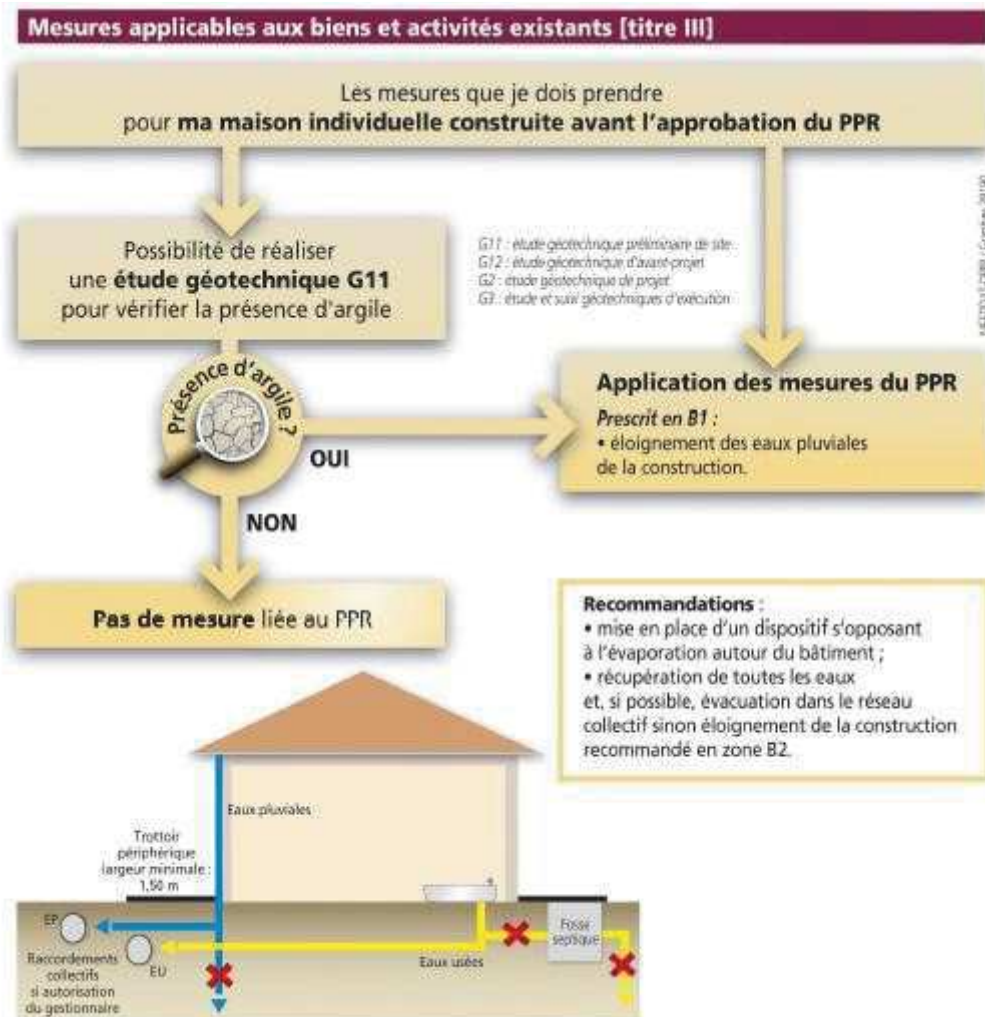 Mesures applicables aux biens et activités existants [titre III]
Les mesures que je dois prendre
pour ma maison individuelle construite avant l'approbation du PPR
Possibilité de réaliser
une étude géotechnique G11
pour vérifier la présence d'argile
G11 : étude géotechnique préliminaire de site
G12 : étude géotechnique d'avant-projet
G2 : étude géotechnique de projet
G3 : étude et suivi géotechniques d'exécution
Présence d'argile ?
OUI
NON
Application des mesures du PPR
Prescrit en B1 :
• éloignement des eaux pluviales
de la construction.
Pas de mesure liée au PPR
Recommandations :
• mise en place d'un dispositif s'opposant
à l'évaporation autour du bâtiment ;
• récupération de toutes les eaux
et, si possible, évacuation dans le réseau
collectif sinon éloignement de la construction
recommandé en zone B2.
Eaux pluviales
Trottoir
périphérique
largeur minimale :
1,50 m
EP
EU
Raccordements
collectifs
si autorisation
du gestionnaire
Eaux usées
Fosse
septique